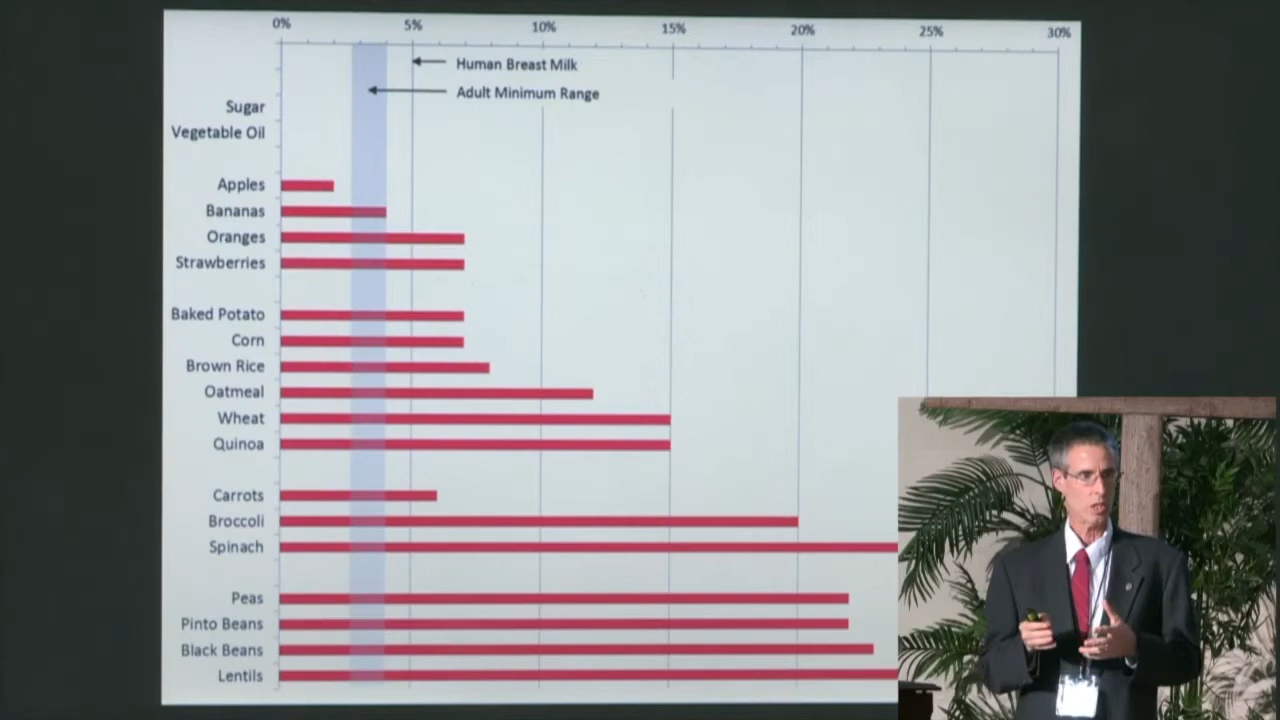 0% 5% 10% 15% 20% 25% 30%
Human Breast Milk
Adult Minimum Range
Sugar
Vegetable Oil
Apples
Bananas
Oranges
Strawberries
Baked Potato
Corn
Brown Rice
Oatmeal
Wheat
Quinoa
Carrots
Broccoli
Spinach
Peas
Pinto Beans
Black Beans
Lentils